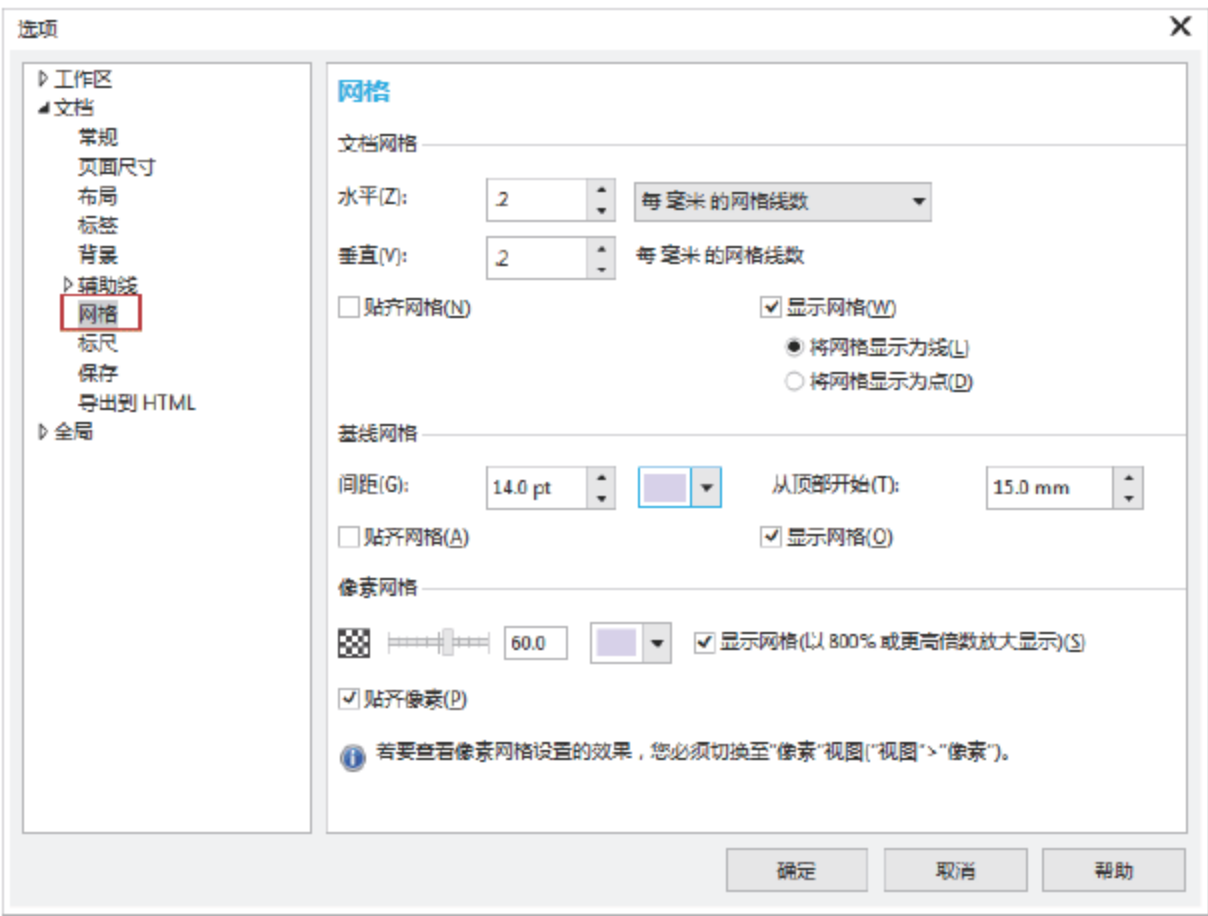 选项
工作区
文档
常规
页面尺寸
布局
标签
背景
辅助线
网格
标尺
保存
导出到 HTML
全局
网格
文档网格
水平(Z): .2 每 毫米 的网格线数
垂直(V): .2 每 毫米 的网格线数
贴齐网格(N) 显示网格(W)
将网格显示为线(L)
将网格显示为点(D)
基线网格
间距(G): 14.0 pt 从顶部开始(T): 15.0 mm
贴齐网格(A) 显示网格(O)
像素网格
60.0 显示网格(以 800% 或更高倍数放大显示)(S)
贴齐像素(P)
若要查看像素网格设置的效果，您必须切换至"像素"视图("视图">"像素")。
确定 取消 帮助